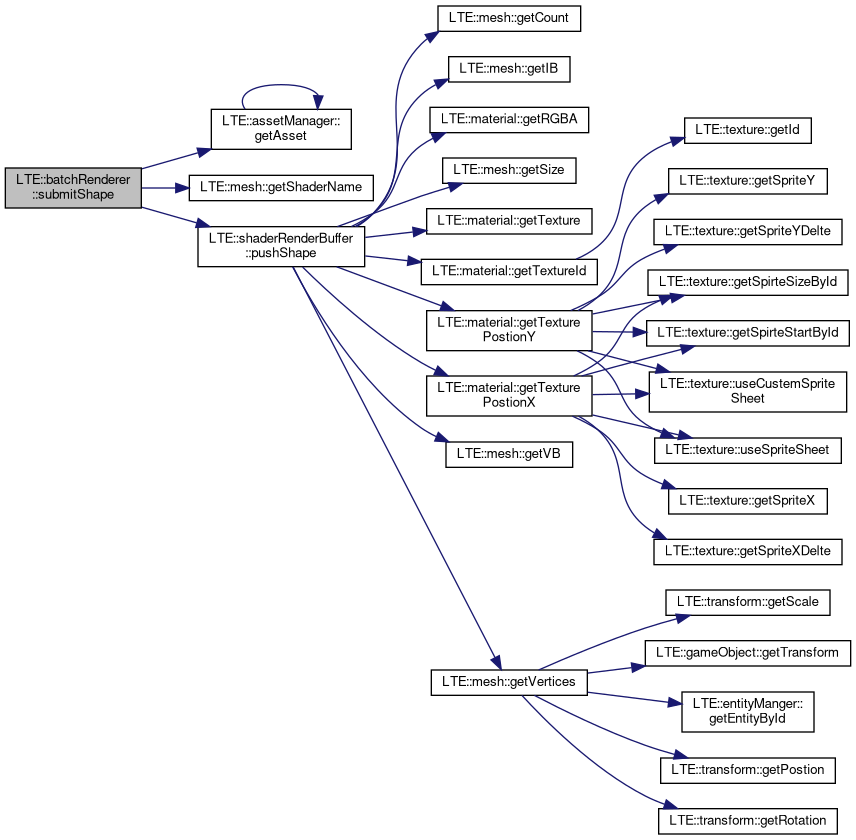 LTE::batchRenderer
::submitShape
LTE::assetManager::
getAsset
LTE::mesh::getShaderName
LTE::shaderRenderBuffer
::pushShape
LTE::mesh::getCount
LTE::mesh::getIB
LTE::material::getRGBA
LTE::mesh::getSize
LTE::material::getTexture
LTE::material::getTextureId
LTE::material::getTexture
PostionY
LTE::material::getTexture
PostionX
LTE::mesh::getVB
LTE::mesh::getVertices
LTE::texture::getId
LTE::texture::getSpriteY
LTE::texture::getSpriteYDelte
LTE::texture::getSpirteSizeById
LTE::texture::getSpirteStartById
LTE::texture::useCustemSprite
Sheet
LTE::texture::useSpriteSheet
LTE::texture::getSpriteX
LTE::texture::getSpriteXDelte
LTE::transform::getScale
LTE::gameObject::getTransform
LTE::entityManger::
getEntityById
LTE::transform::getPostion
LTE::transform::getRotation